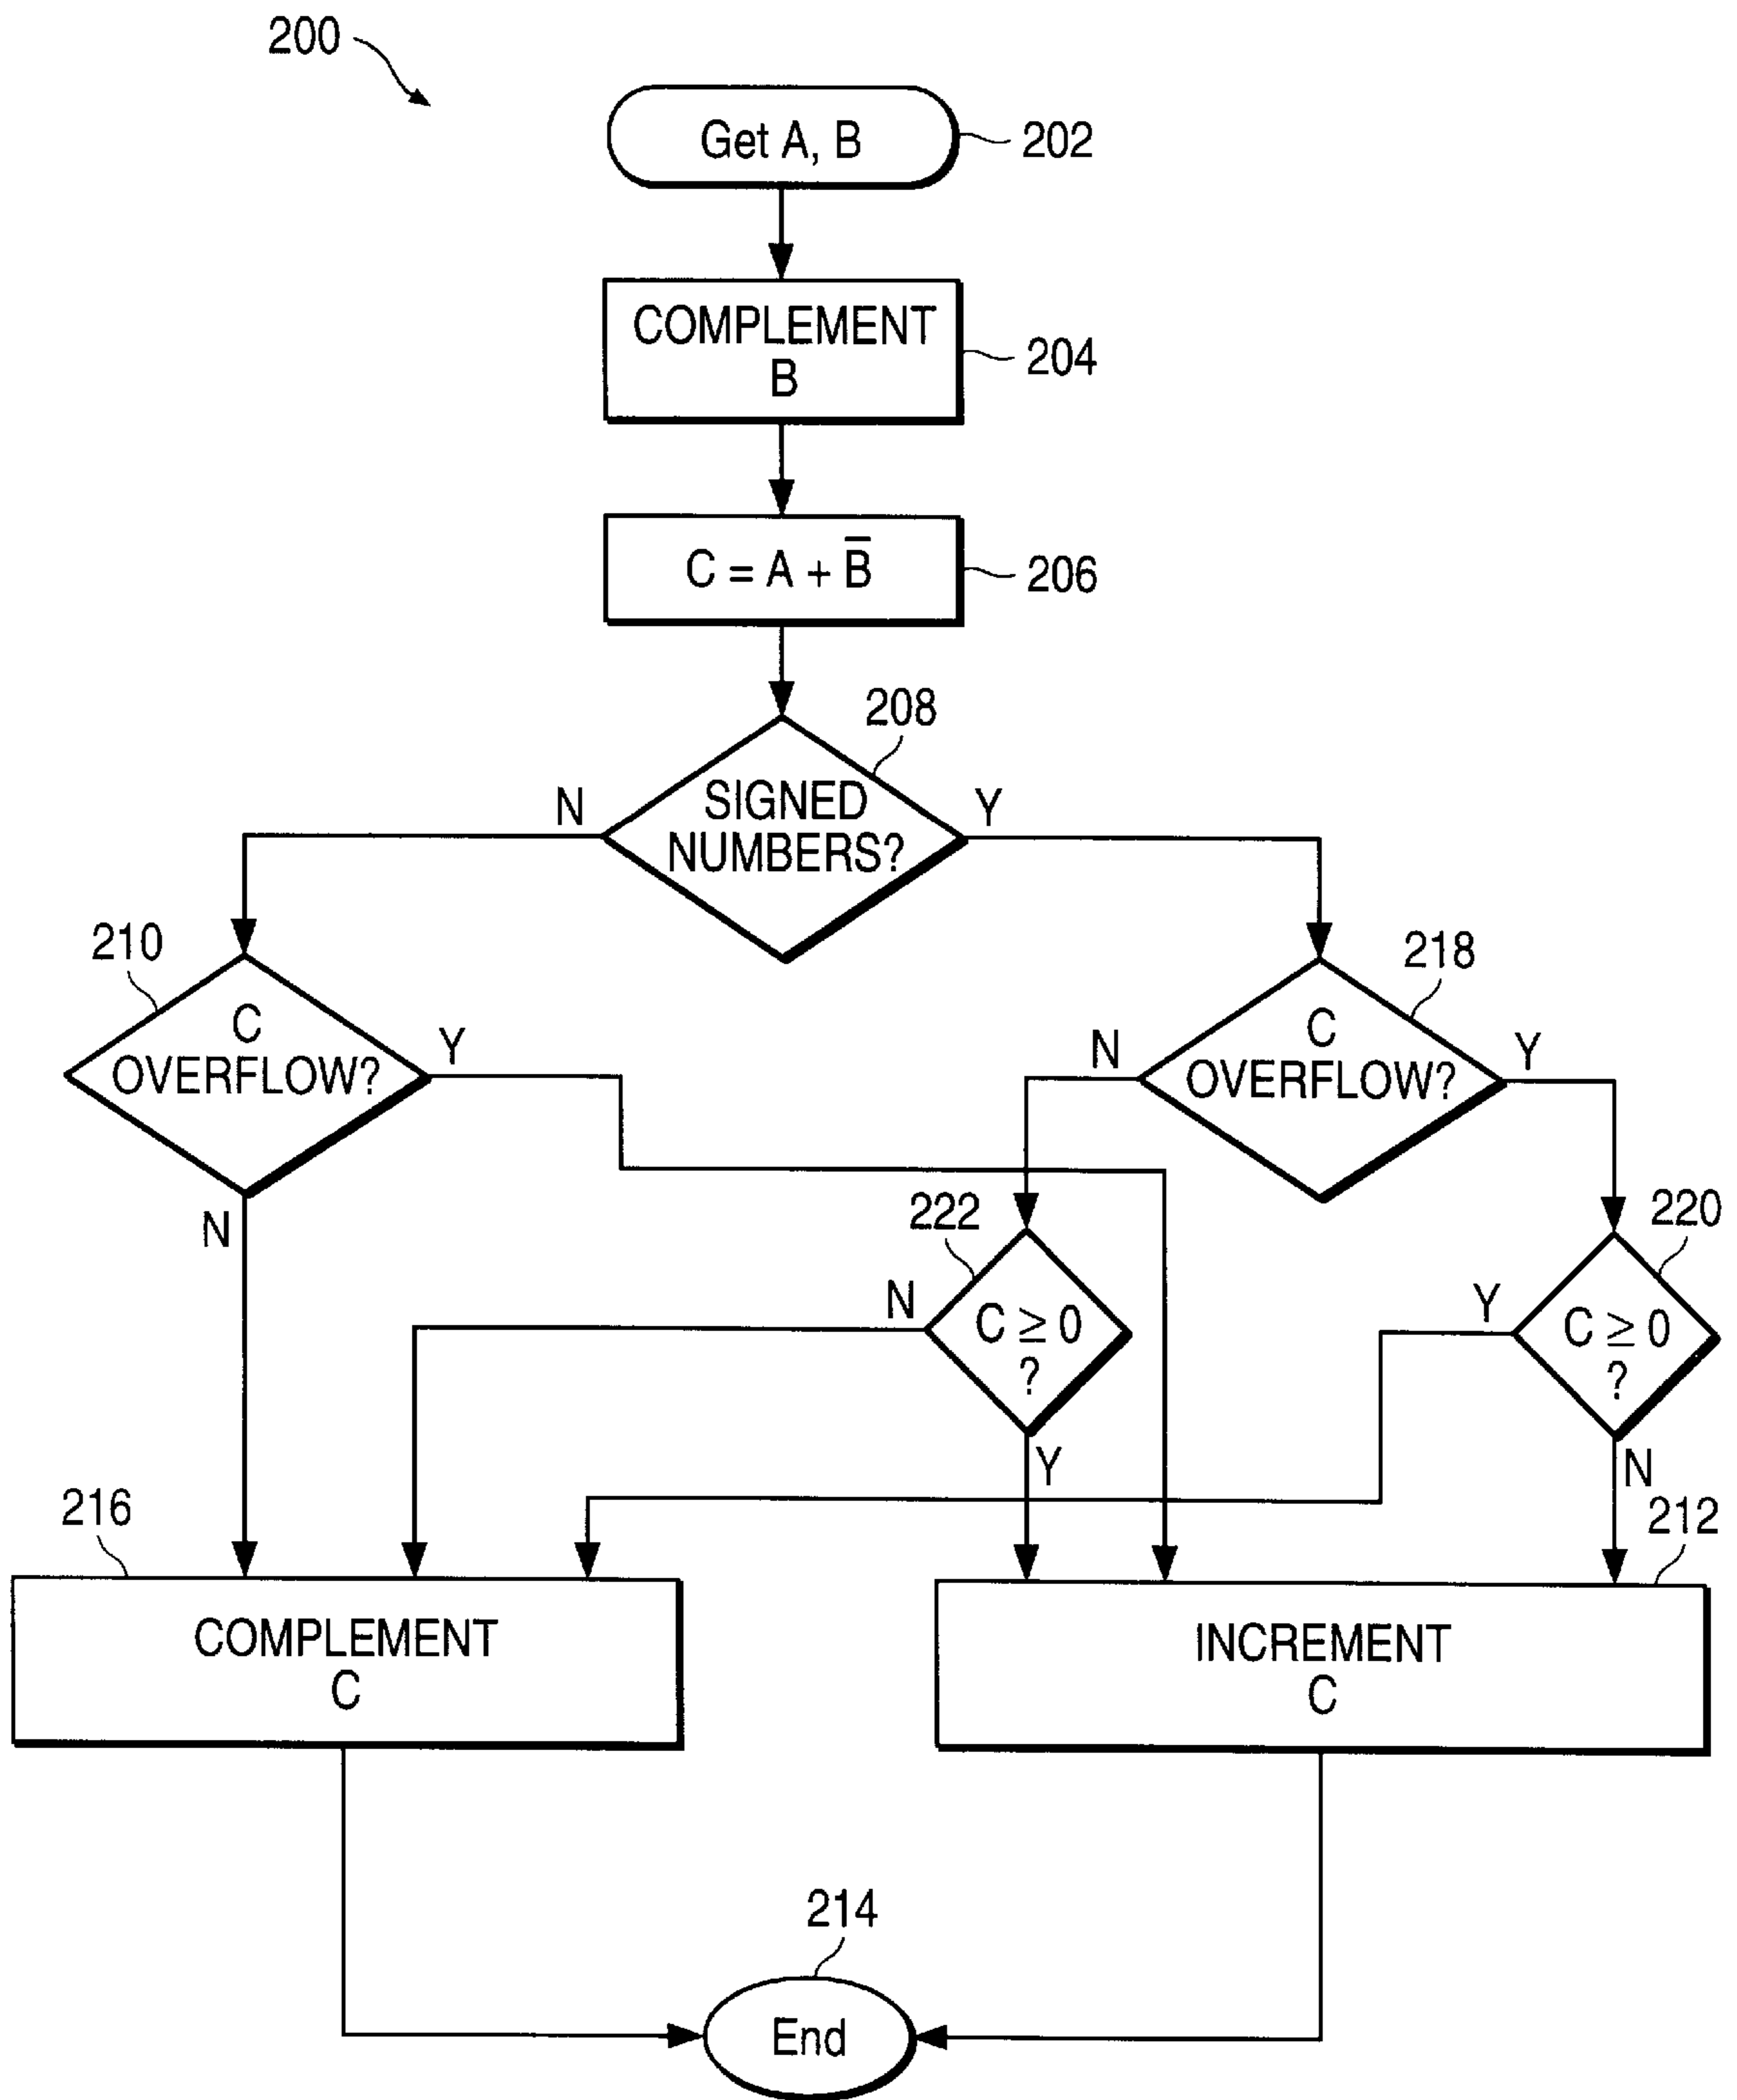 200
Get A, B
202
COMPLEMENT
B
204
C = A + B̅
206
208
SIGNED
NUMBERS?
N
Y
210
C
OVERFLOW?
Y
N
218
C
OVERFLOW?
N
Y
222
C ≥ 0
?
N
Y
220
C ≥ 0
?
Y
N
216
COMPLEMENT
C
212
INCREMENT
C
214
End